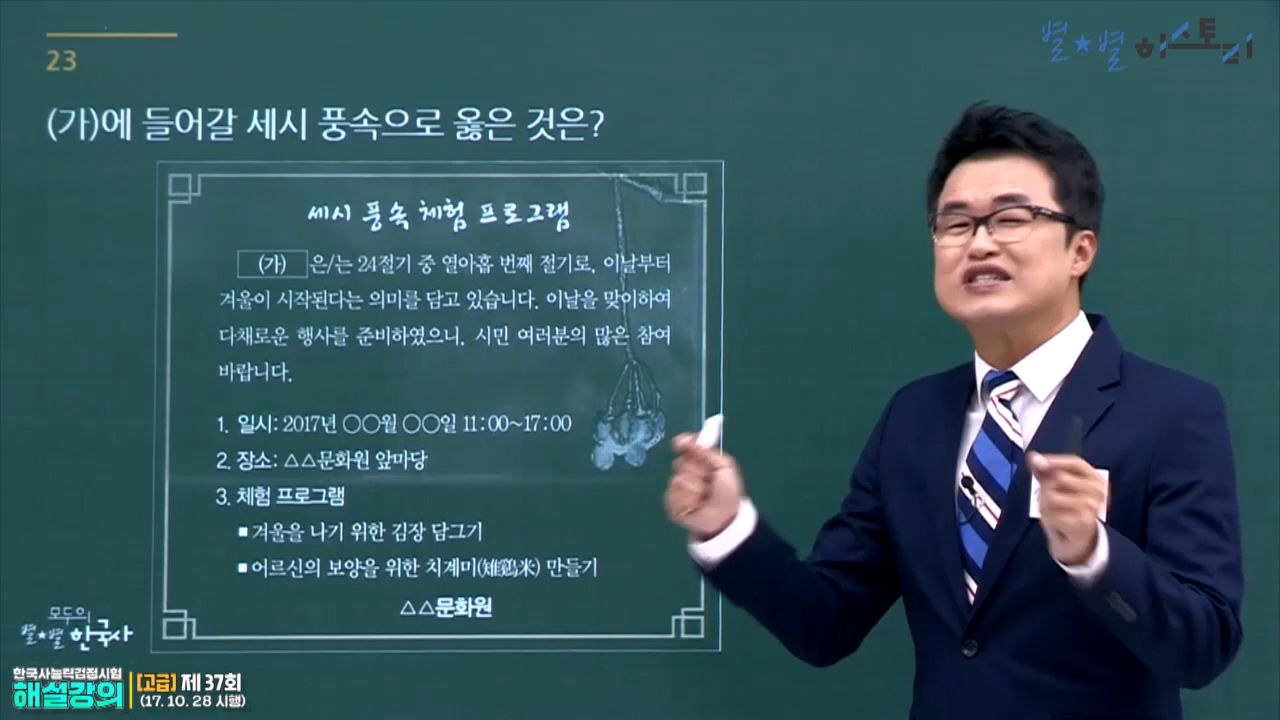 별★별 히스토리
23
(가)에 들어갈 세시 풍속으로 옳은 것은?
세시 풍속 체험 프로그램
(가) 은/는 24절기 중 열아홉 번째 절기로, 이날부터
겨울이 시작된다는 의미를 담고 있습니다. 이날을 맞이하여
다채로운 행사를 준비하였으니, 시민 여러분의 많은 참여
바랍니다.
1. 일시: 2017년 ○○월 ○○일 11:00~17:00
2. 장소: △△문화원 앞마당
3. 체험 프로그램
■ 겨울을 나기 위한 김장 담그기
■ 어르신의 보양을 위한 치계미(雉鷄米) 만들기
△△문화원
모두의
별★별 한국사
한국사능력검정시험
해설강의
[고급] 제 37회
(17. 10. 28 시행)